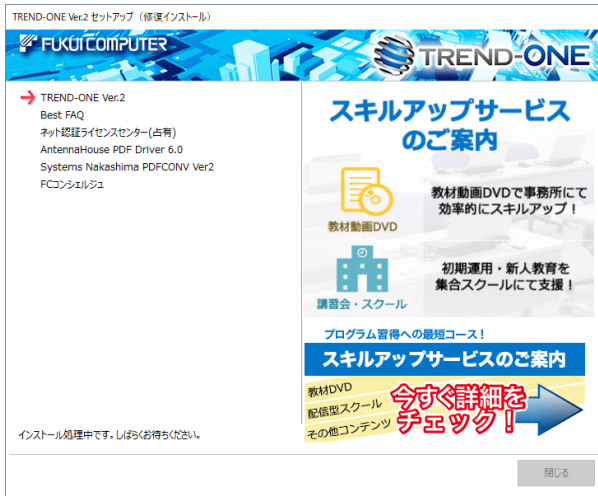 TREND-ONE Ver.2 セットアップ（修復インストール）
FUKUI COMPUTER
TREND-ONE
TREND-ONE Ver.2
Best FAQ
ネット認証ライセンスセンター(占有)
AntennaHouse PDF Driver 6.0
Systems Nakashima PDFCONV Ver2
FCコンシェルジュ
インストール処理中です。しばらくお待ちください。
スキルアップサービス
のご案内
教材動画DVD
教材動画DVDで事務所にて
効率的にスキルアップ！
講習会・スクール
初期運用・新人教育を
集合スクールにて支援！
プログラム習得への最短コース！
スキルアップサービスのご案内
教材DVD
配信型スクール
その他コンテンツ
今すぐ詳細を
チェック！
閉じる